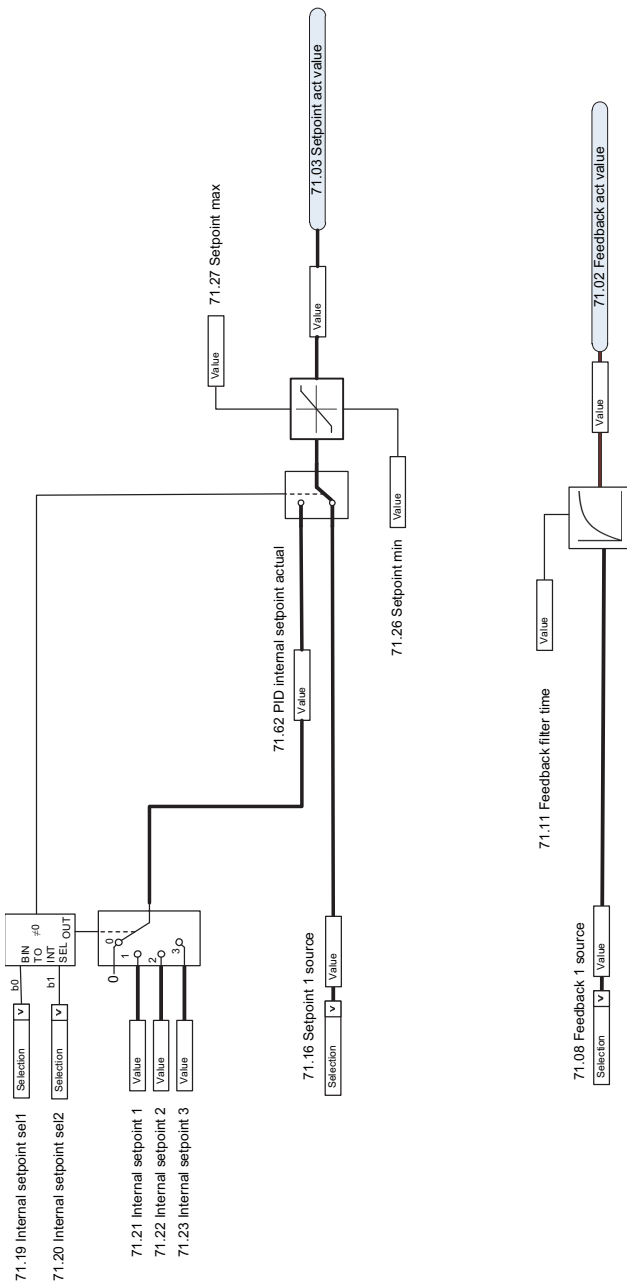 71.19 Internal setpoint sel1
Selection
b0
71.20 Internal setpoint sel2
Selection
b1
BIN
TO
INT
SEL
≠0
OUT
0
0
1
2
3
71.21 Internal setpoint 1
Value
71.22 Internal setpoint 2
Value
71.23 Internal setpoint 3
Value
71.62 PID internal setpoint actual
Value
71.16 Setpoint 1 source
Selection
Value
71.27 Setpoint max
Value
71.26 Setpoint min
Value
Value
71.03 Setpoint act value
71.11 Feedback filter time
Value
71.08 Feedback 1 source
Selection
Value
Value
71.02 Feedback act value